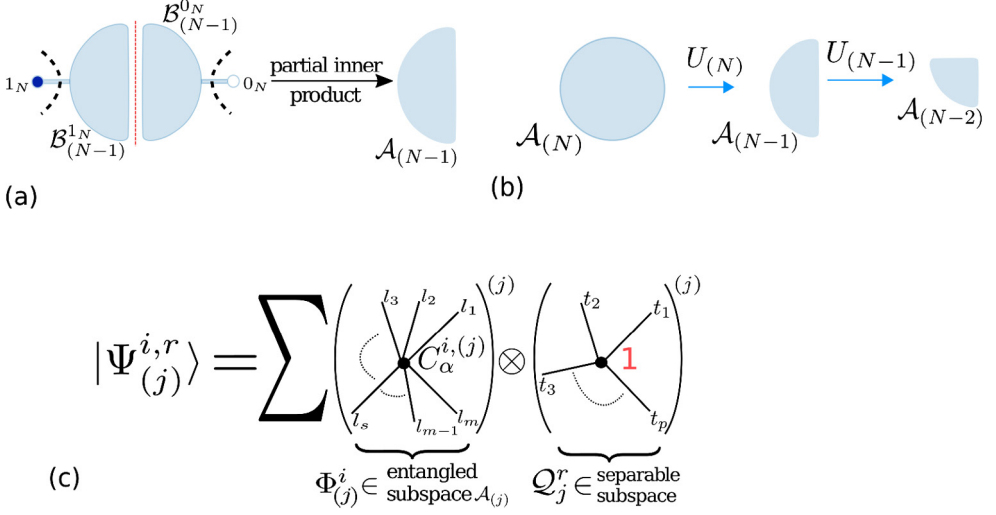 𝓑^{0_N}_{(N-1)}
1_N
0_N
partial inner
product
𝓑^{1_N}_{(N-1)}
𝓐_{(N-1)}
(a)
U_{(N)}
U_{(N-1)}
𝓐_{(N)}
𝓐_{(N-1)}
𝓐_{(N-2)}
(b)
|Ψ^{i,r}_{(j)}⟩ = ∑
l_3
l_2
l_1
(j)
C^{i,(j)}_α
l_s
l_{m-1}
l_m
⊗
t_2
t_1
(j)
1
t_3
t_p
Φ^i_{(j)} ∈ entangled
subspace 𝓐_{(j)}
𝓠^r_j ∈ separable
subspace
(c)